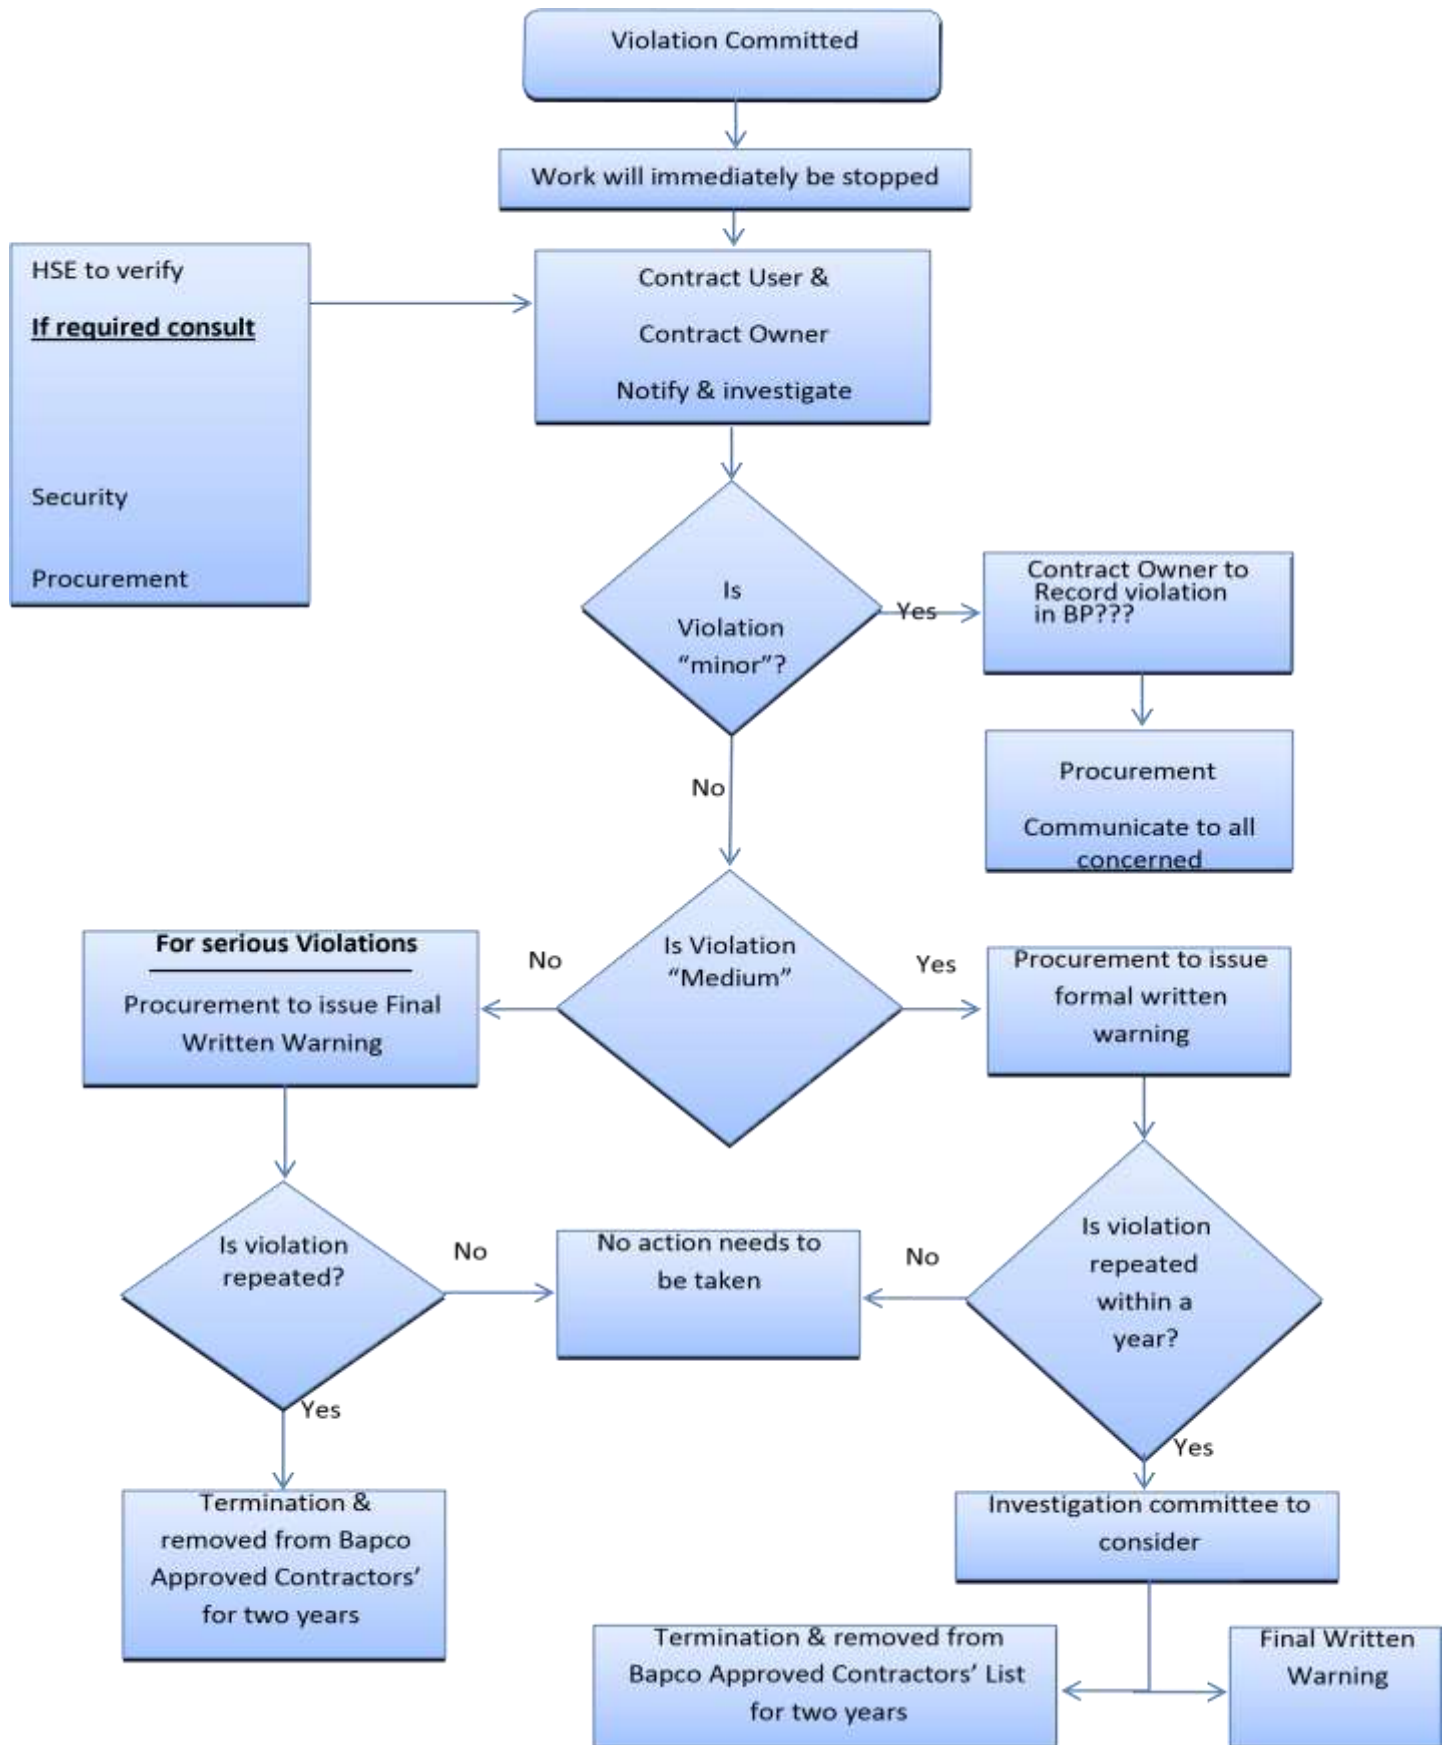 Violation Committed
Work will immediately be stopped
HSE to verify
If required consult
Security
Procurement
Contract User &
Contract Owner
Notify & investigate
Is
Violation
“minor”?
Yes
Contract Owner to
Record violation
in BP???
Procurement
Communicate to all
concerned
No
Is Violation
“Medium”
No
For serious Violations
Procurement to issue Final
Written Warning
Yes
Procurement to issue
formal written
warning
Is violation
repeated?
No
No action needs to
be taken
No
Is violation
repeated
within a
year?
Yes
Termination &
removed from Bapco
Approved Contractors’
for two years
Yes
Investigation committee to
consider
Termination & removed from
Bapco Approved Contractors’ List
for two years
Final Written
Warning